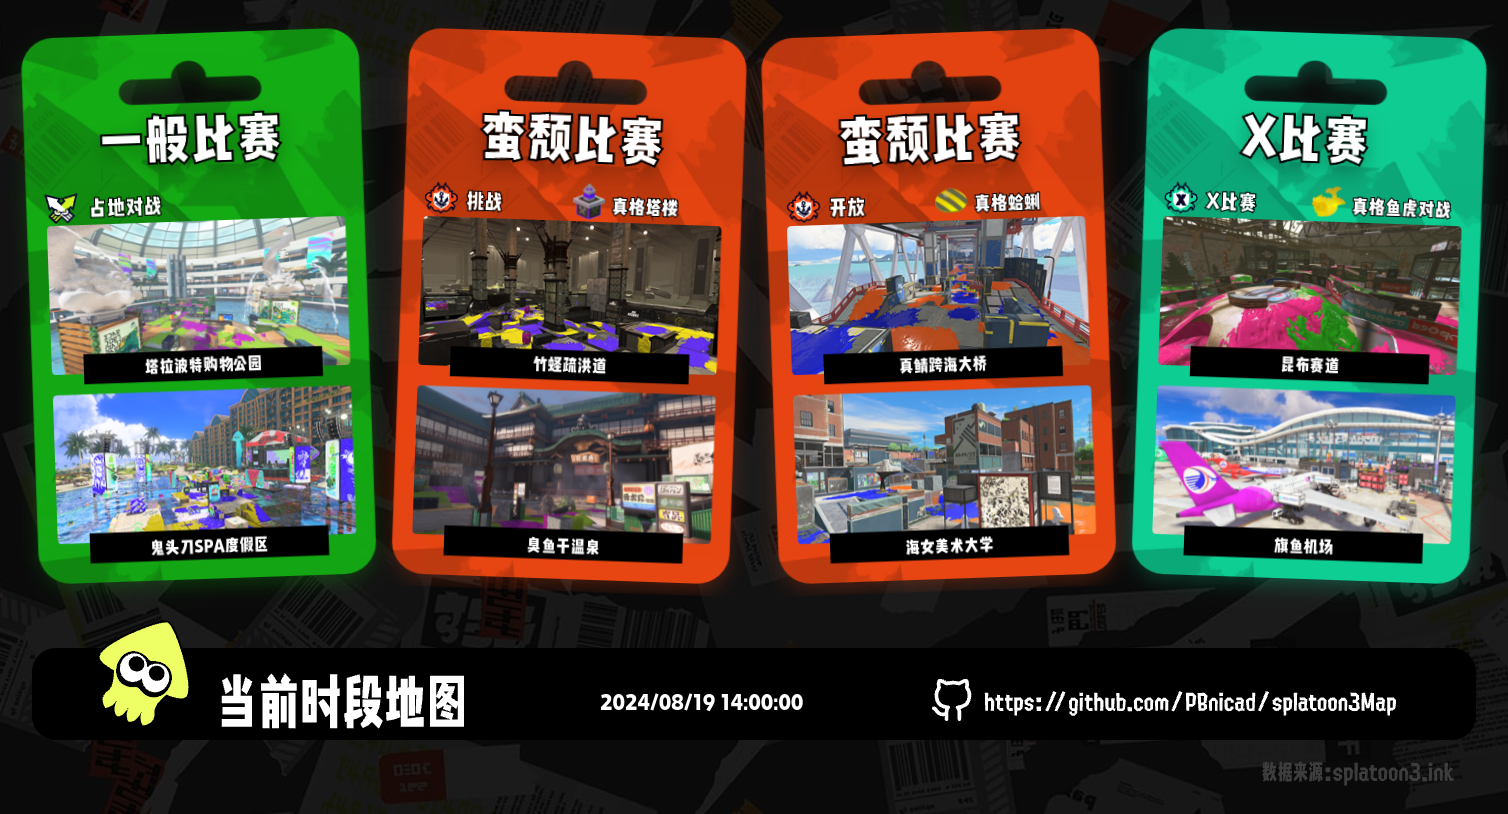 一般比赛
占地对战
塔拉波特购物公园
鬼头刀SPA度假区
蛮颓比赛
挑战
真格塔楼
竹蛏疏洪道
臭鱼干温泉
蛮颓比赛
开放
真格蛤蜊
真鲷跨海大桥
海女美术大学
X比赛
X比赛
真格鱼虎对战
昆布赛道
旗鱼机场
当前时段地图
2024/08/19 14:00:00
https://github.com/PBnicad/splatoon3Map
数据来源:splatoon3.ink